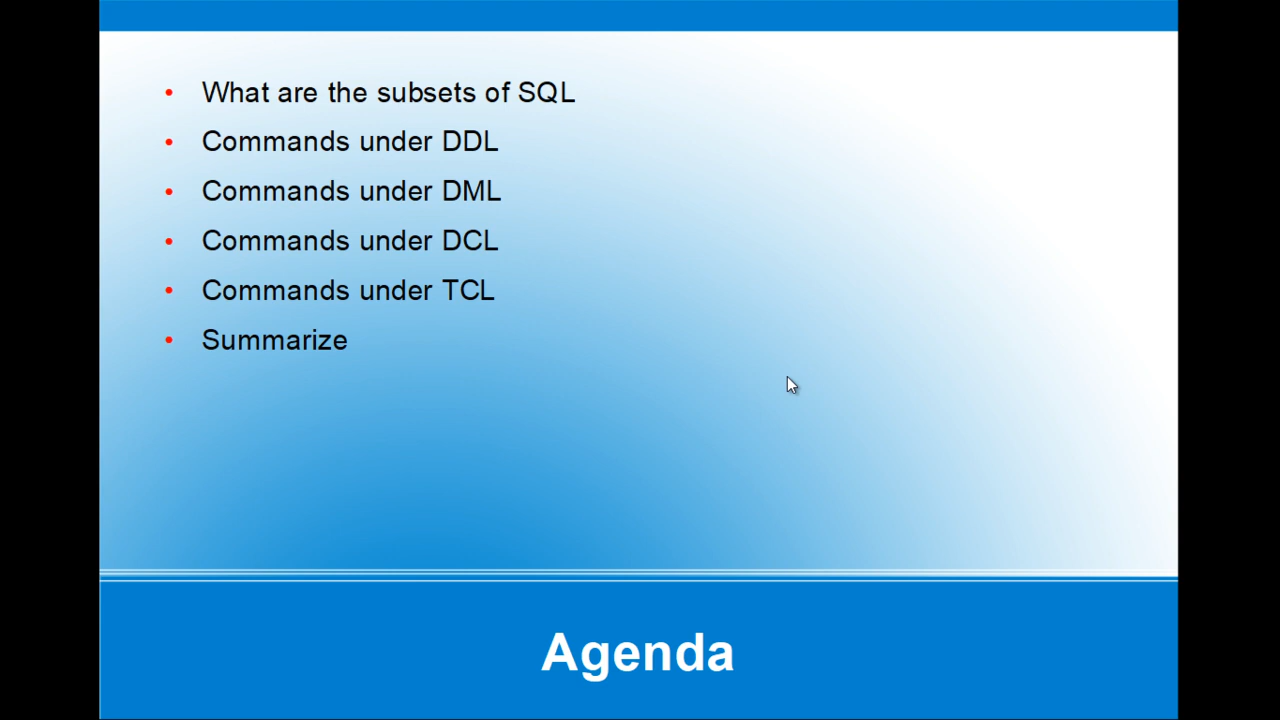 • What are the subsets of SQL
• Commands under DDL
• Commands under DML
• Commands under DCL
• Commands under TCL
• Summarize
Agenda